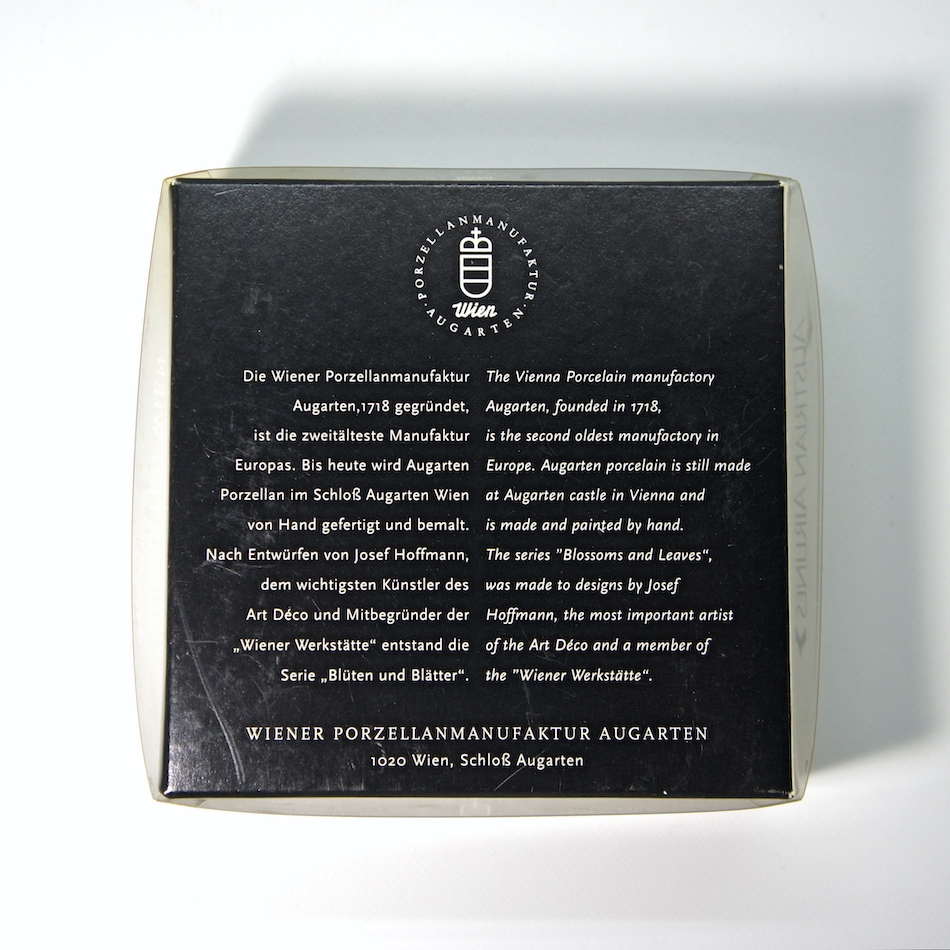 ·PORZELLANMANUFAKTUR·
AUGARTEN
Wien
Die Wiener Porzellanmanufaktur
Augarten,1718 gegründet,
ist die zweitälteste Manufaktur
Europas. Bis heute wird Augarten
Porzellan im Schloß Augarten Wien
von Hand gefertigt und bemalt.
Nach Entwürfen von Josef Hoffmann,
dem wichtigsten Künstler des
Art Déco und Mitbegründer der
„Wiener Werkstätte“ entstand die
Serie „Blüten und Blätter“.
The Vienna Porcelain manufactory
Augarten, founded in 1718,
is the second oldest manufactory in
Europe. Augarten porcelain is still made
at Augarten castle in Vienna and
is made and painted by hand.
The series "Blossoms and Leaves“,
was made to designs by Josef
Hoffmann, the most important artist
of the Art Déco and a member of
the "Wiener Werkstätte“.
WIENER PORZELLANMANUFAKTUR AUGARTEN
1020 Wien, Schloß Augarten
AUSTRIAN AIRLINES